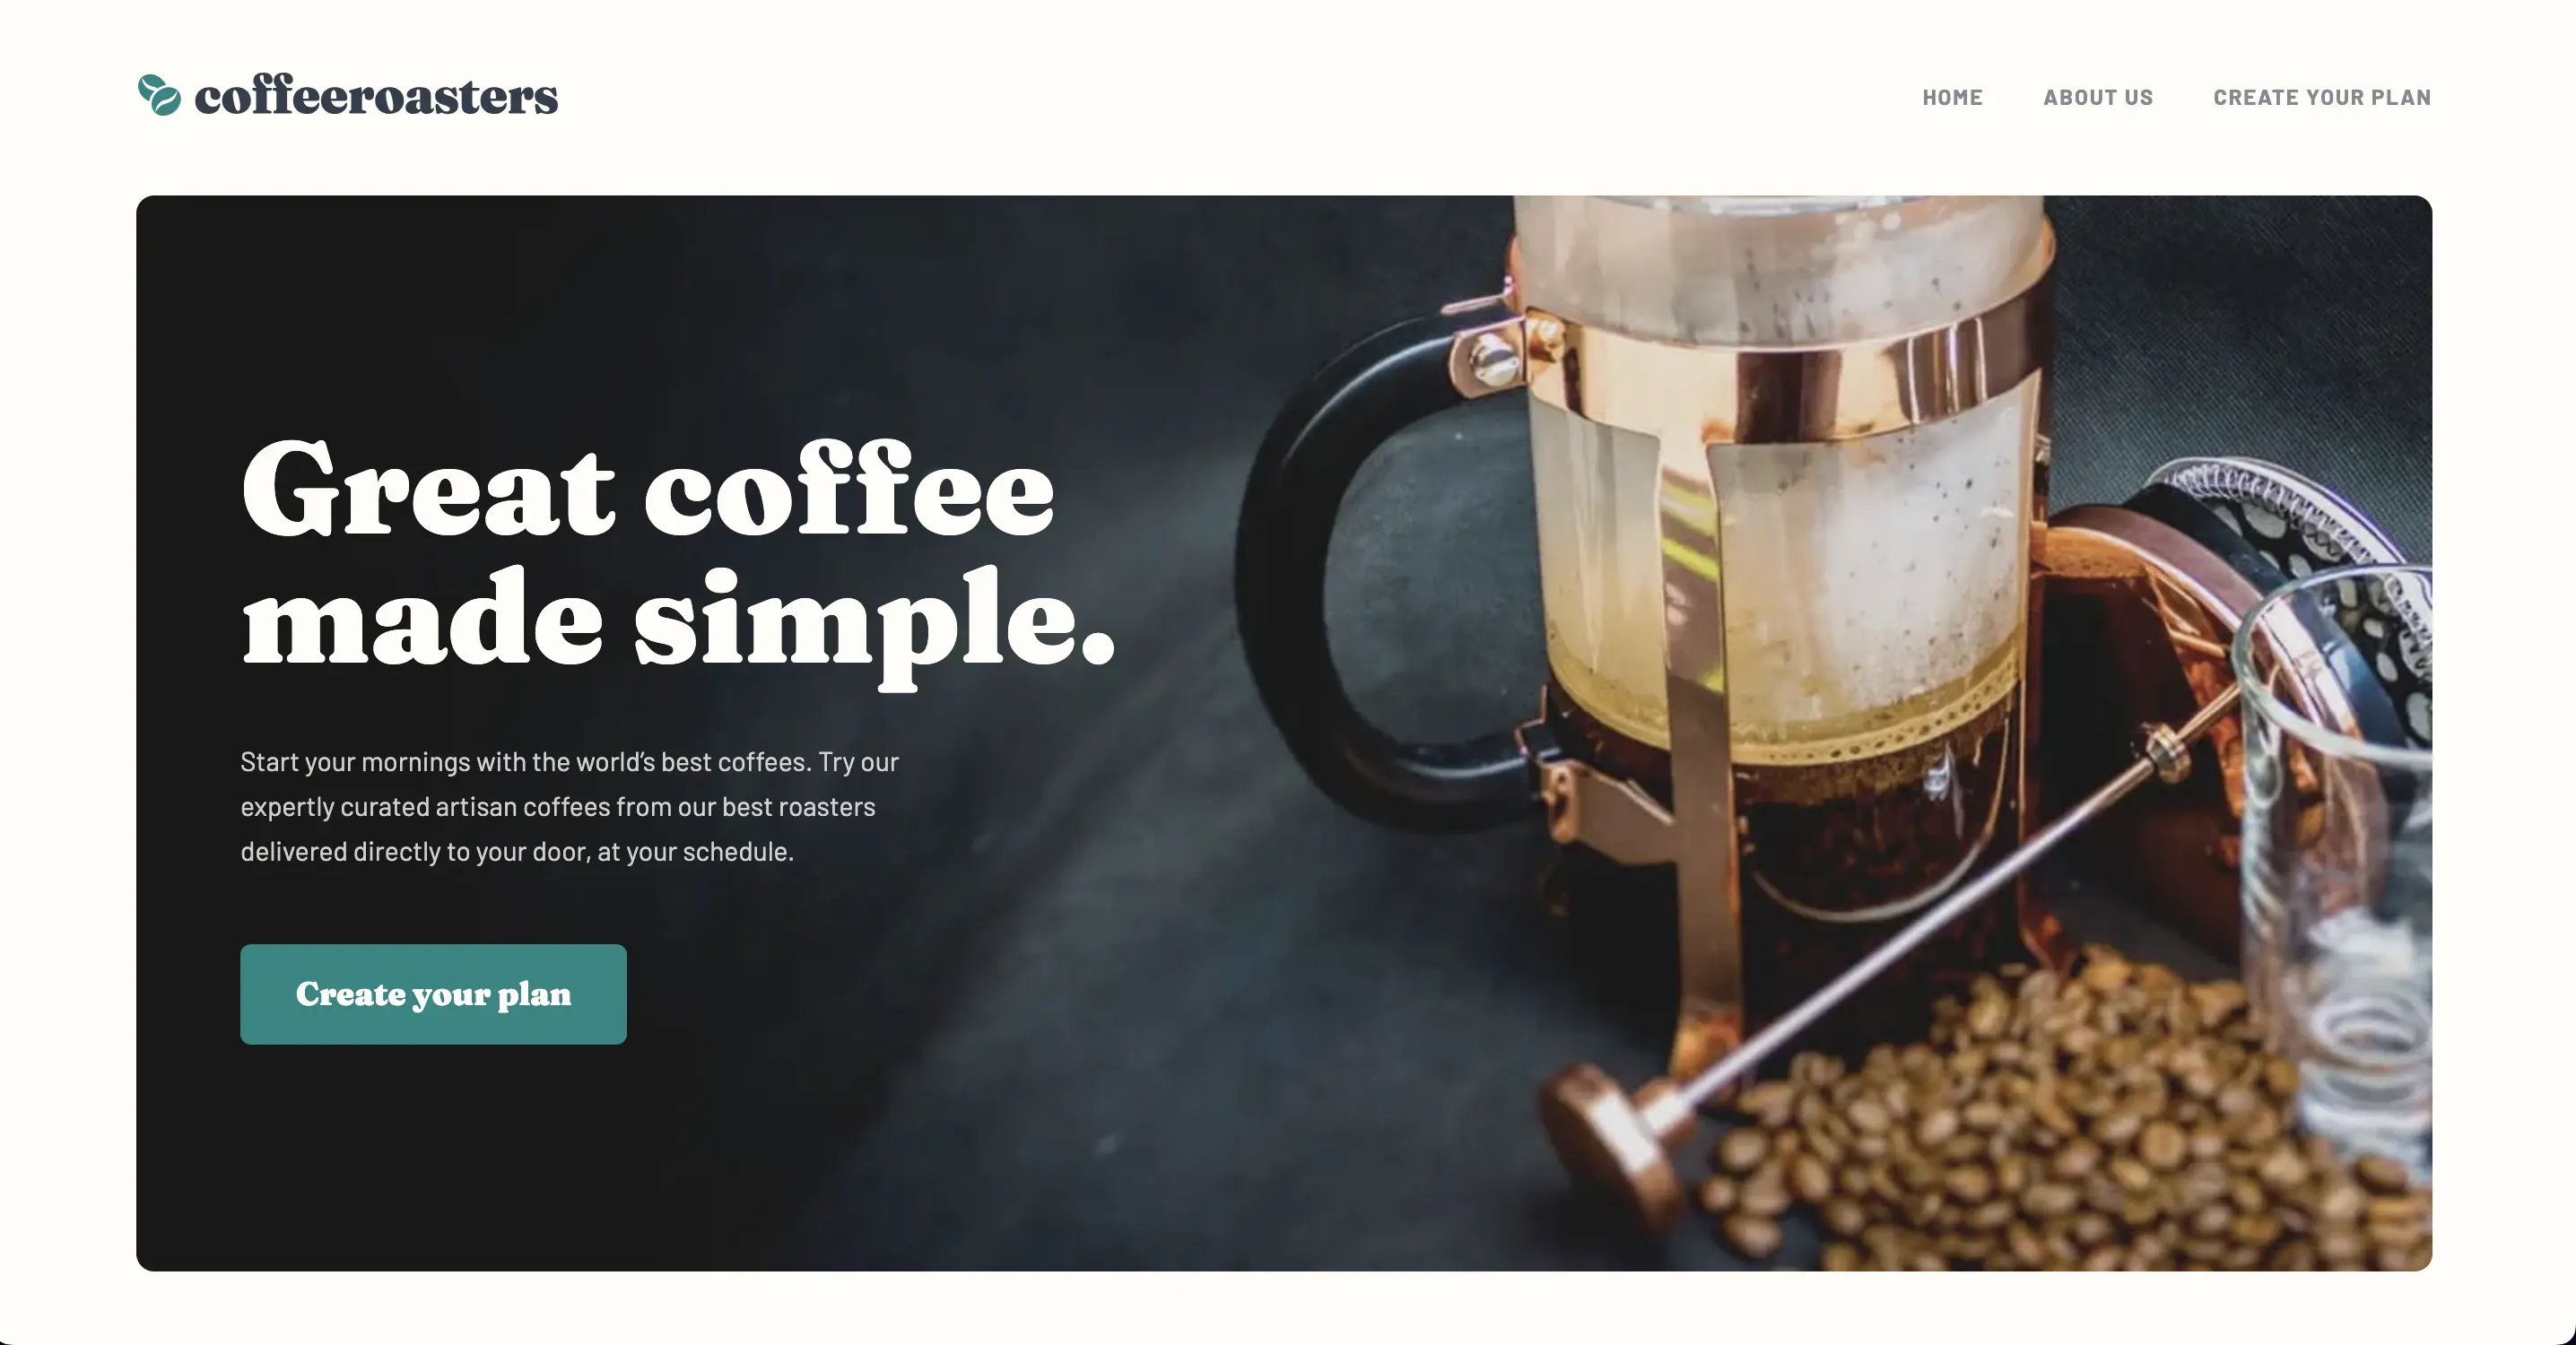 coffeeroasters
HOME ABOUT US CREATE YOUR PLAN
Great coffee
made simple.
Start your mornings with the world’s best coffees. Try our
expertly curated artisan coffees from our best roasters
delivered directly to your door, at your schedule.
Create your plan